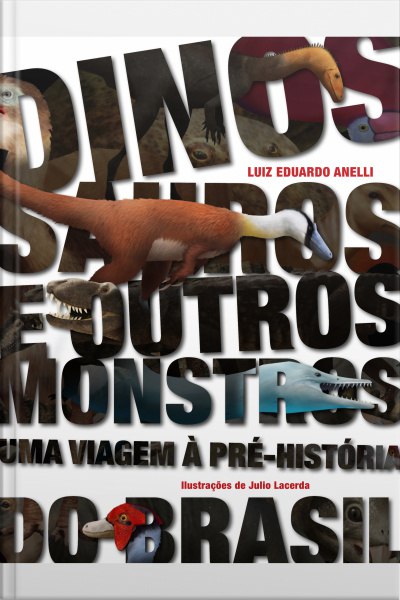 DINOS
LUIZ EDUARDO ANELLI
SAUROS
E OUTROS
MONSTROS
UMA VIAGEM À PRÉ-HISTÓRIA
Ilustrações de Julio Lacerda
DO BRASIL